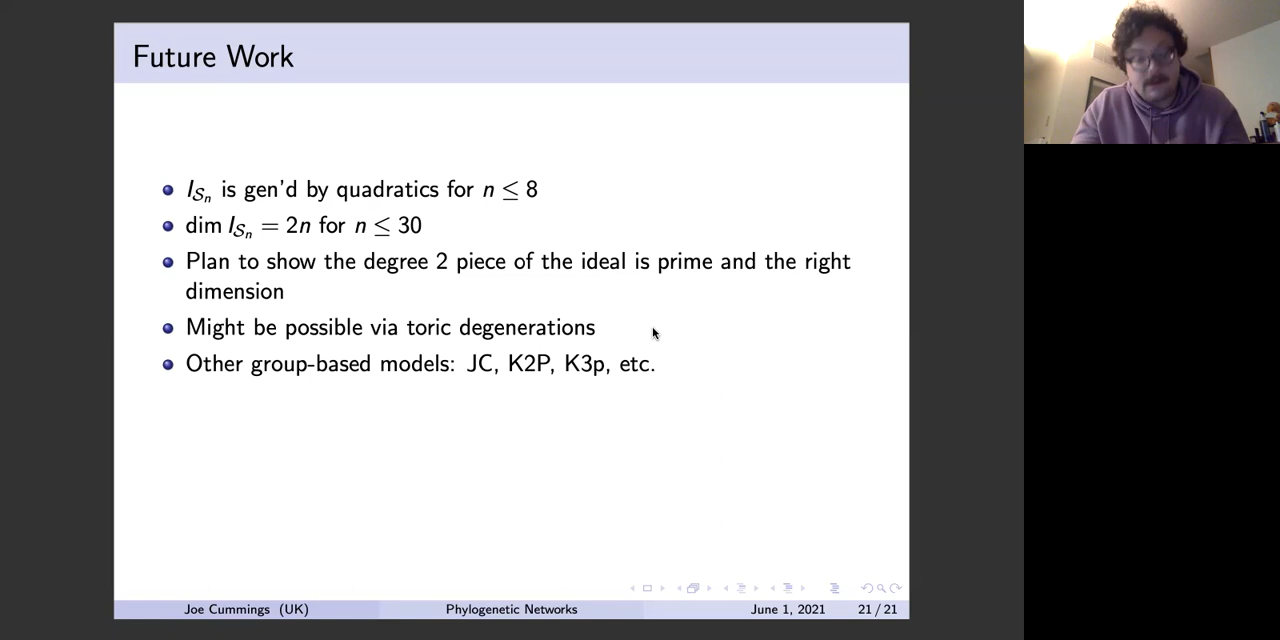 Future Work
I_{S_n} is gen'd by quadratics for n ≤ 8
dim I_{S_n} = 2n for n ≤ 30
Plan to show the degree 2 piece of the ideal is prime and the right
dimension
Might be possible via toric degenerations
Other group-based models: JC, K2P, K3p, etc.
Joe Cummings (UK) Phylogenetic Networks June 1, 2021 21 / 21